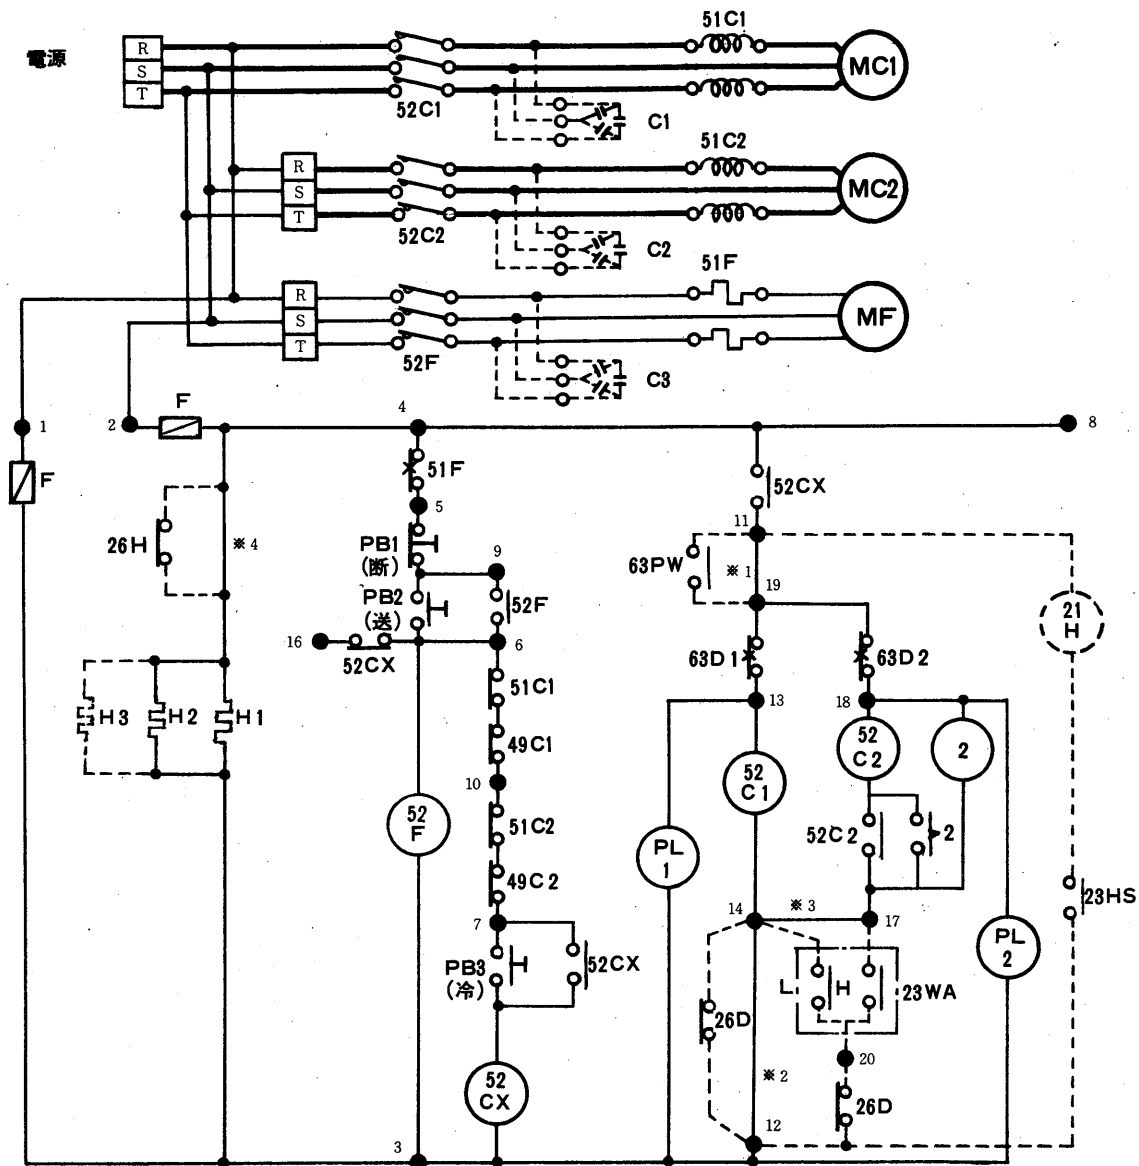 51C1
電源
R
S
T
MC1
52C1
C1
51C2
R
S
T
MC2
52C2
C2
51F
R
S
T
MF
52F
C3
F
1
2
4
8
F
51F
52CX
5
11
26H
※4
PB1
(断)
9
63PW
※1
19
21
H
PB2
(送)
52F
16
52CX
6
63D1
63D2
51C1
13
18
H3
H2
H1
49C1
52
C2
2
10
52
C1
52
F
51C2
52C2
2
PL
1
49C2
14
※3
17
23HS
7
PL
2
PB3
(冷)
52CX
L
H
23WA
26D
20
※2
52
CX
26D
12
3